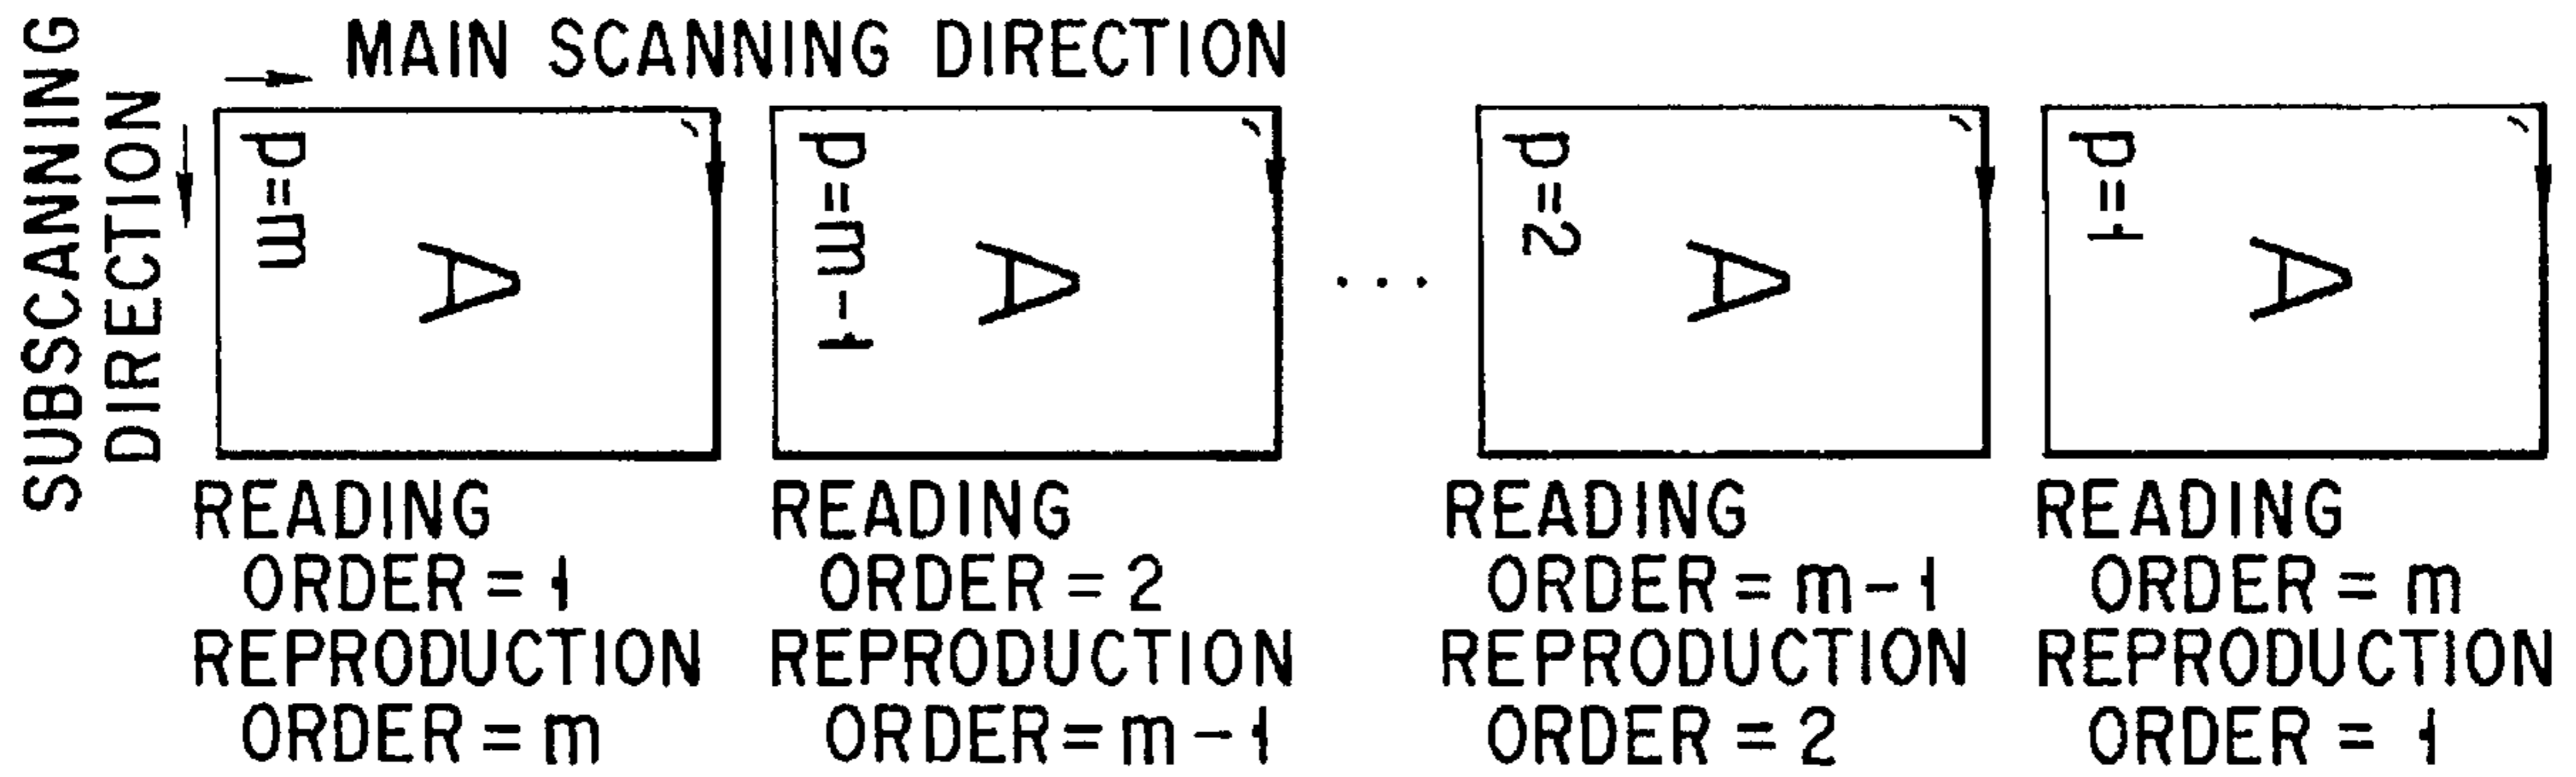 SUBSCANNING
DIRECTION
MAIN SCANNING DIRECTION
p=m
A
p=m-1
A
...
p=2
A
p=1
A
READING
ORDER = 1
REPRODUCTION
ORDER = m
READING
ORDER = 2
REPRODUCTION
ORDER = m-1
READING
ORDER = m-1
REPRODUCTION
ORDER = 2
READING
ORDER = m
REPRODUCTION
ORDER = 1